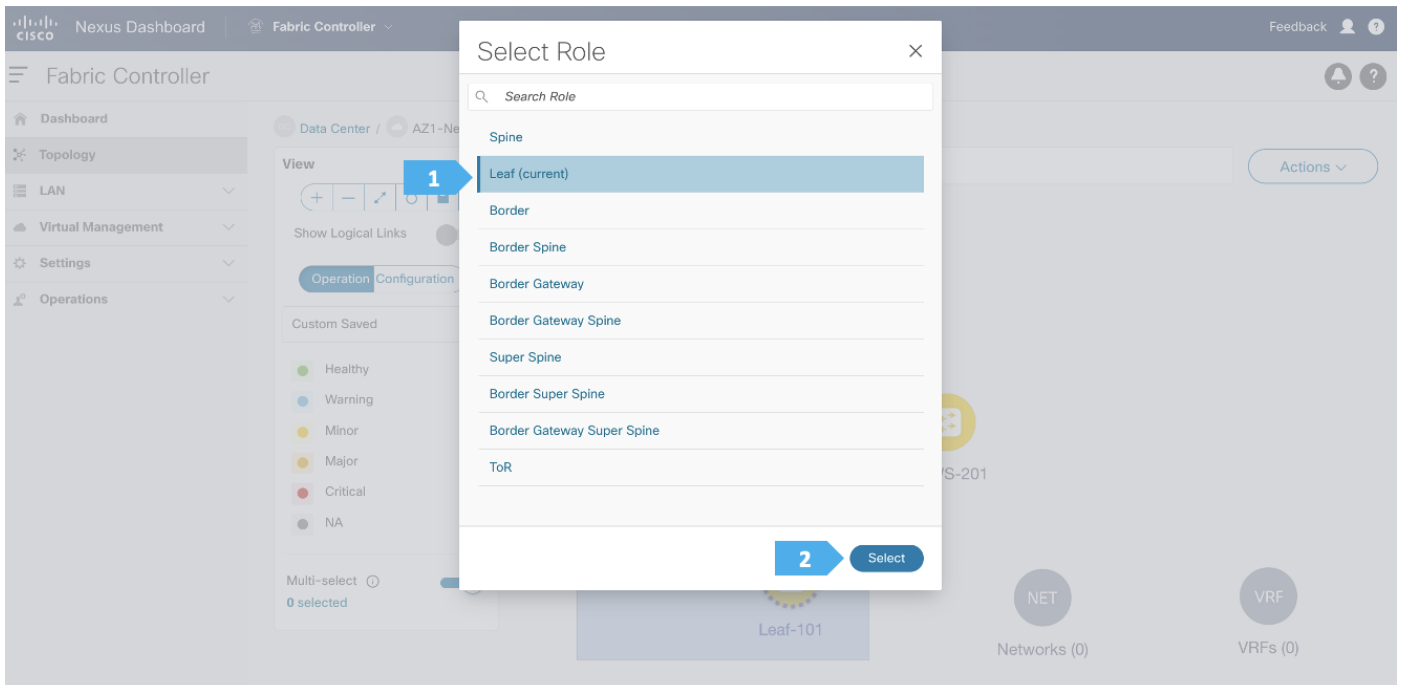 CISCO
Nexus Dashboard
Fabric Controller
Feedback
?
Fabric Controller
?
Dashboard
Topology
LAN
Virtual Management
Settings
Operations
Data Center / AZ1-Ne
View
Show Logical Links
Operation Configuration
Custom Saved
Healthy
Warning
Minor
Major
Critical
NA
Multi-select
0 selected
Select Role
Search Role
Spine
1
Leaf (current)
Border
Border Spine
Border Gateway
Border Gateway Spine
Super Spine
Border Super Spine
Border Gateway Super Spine
ToR
2
Select
Actions
S-201
Leaf-101
NET
Networks (0)
VRF
VRFs (0)